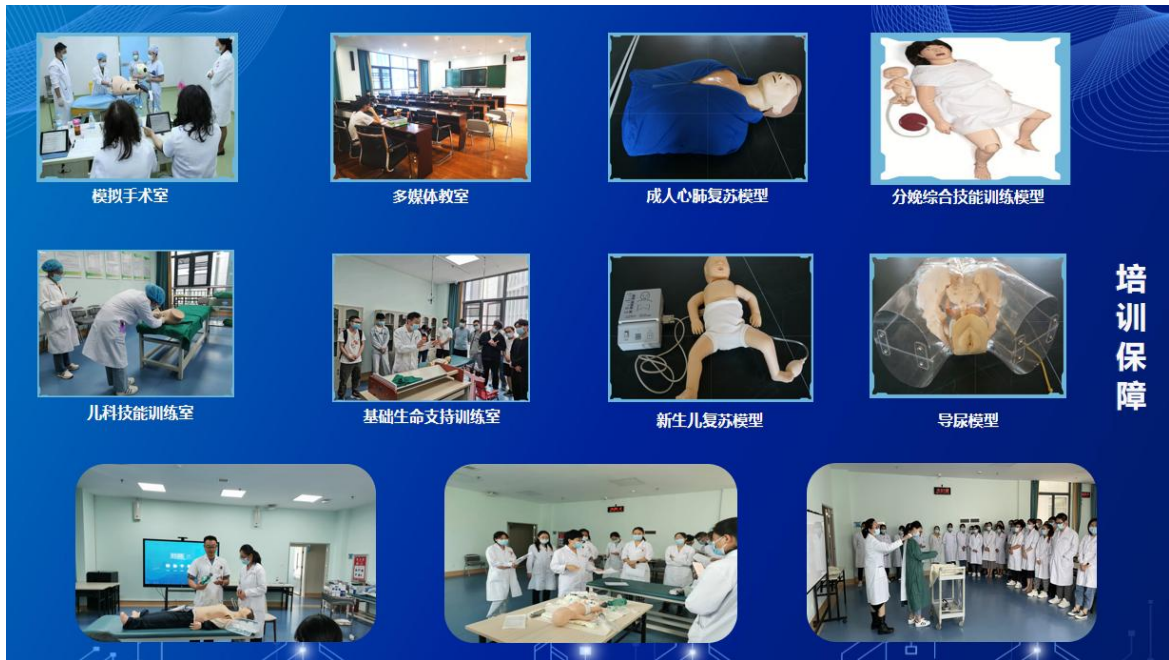 模拟手术室
多媒体教室
成人心肺复苏模型
分娩综合技能训练模型
儿科技能训练室
基础生命支持训练室
新生儿复苏模型
导尿模型
培训保障